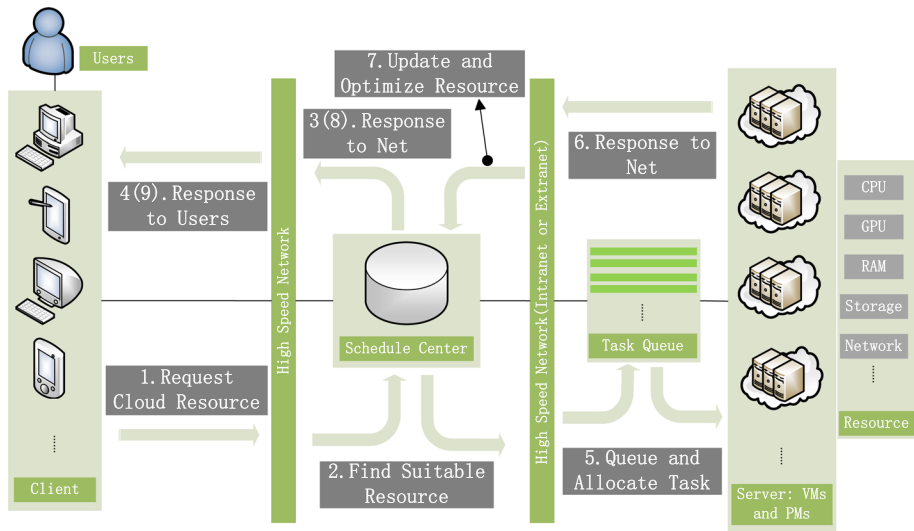 Users
7.Update and
Optimize Resource
3(8).Response
to Net
6.Response to
Net
4(9).Response
to Users
High Speed Network
High Speed Network(Intranet or Extranet)
CPU
GPU
RAM
Storage
Network
Resource
Schedule Center
Task Queue
1.Request
Cloud Resource
2.Find Suitable
Resource
5.Queue and
Allocate Task
Client
Server: VMs
and PMs